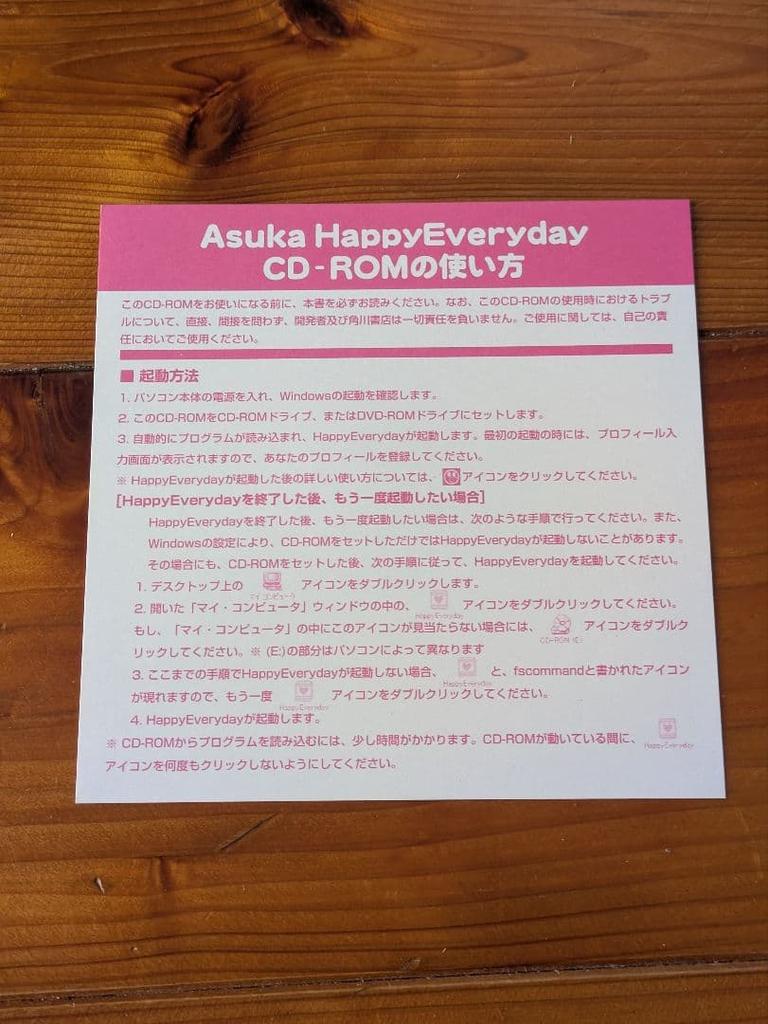 Asuka HappyEveryday
CD-ROMの使い方
このCD-ROMをお使いになる前に、本書を必ずお読みください。なお、このCD-ROMの使用時におけるトラブ
ルについて、直接、間接を問わず、開発者及び角川書店は一切責任を負いません。ご使用に関しては、自己の責
任においてご使用ください。
■ 起動方法
1. パソコン本体の電源を入れ、Windowsの起動を確認します。
2. このCD-ROMをCD-ROMドライブ、またはDVD-ROMドライブにセットします。
3. 自動的にプログラムが読み込まれ、HappyEverydayが起動します。最初の起動の時には、プロフィール入
力画面が表示されますので、あなたのプロフィールを登録してください。
※ HappyEverydayが起動した後の詳しい使い方については、アイコンをクリックしてください。
[HappyEverydayを終了した後、もう一度起動したい場合]
HappyEverydayを終了した後、もう一度起動したい場合は、次のような手順で行ってください。また、
Windowsの設定により、CD-ROMをセットしただけではHappyEverydayが起動しないことがあります。
その場合にも、CD-ROMをセットした後、次の手順に従って、HappyEverydayを起動してください。
1. デスクトップ上の アイコンをダブルクリックします。
マイ コンピュータ
2. 開いた「マイ・コンピュータ」ウィンドウの中の、 アイコンをダブルクリックしてください。
HappyEveryday
もし、「マイ・コンピュータ」の中にこのアイコンが見当たらない場合には、 アイコンをダブルク
CD-ROM (E:)
リックしてください。※ (E:)の部分はパソコンによって異なります
3. ここまでの手順でHappyEverydayが起動しない場合、 と、fscommandと書かれたアイコン
HappyEveryday
が現れますので、もう一度 アイコンをダブルクリックしてください。
HappyEveryday
4. HappyEverydayが起動します。
※ CD-ROMからプログラムを読み込むには、少し時間がかかります。CD-ROMが動いている間に、
HappyEveryday
アイコンを何度もクリックしないようにしてください。